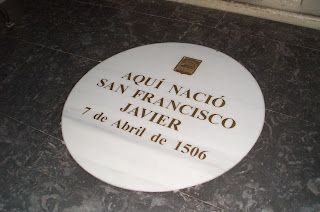 AQUÍ NACIÓ
SAN FRANCISCO
JAVIER
7 de Abril de 1506